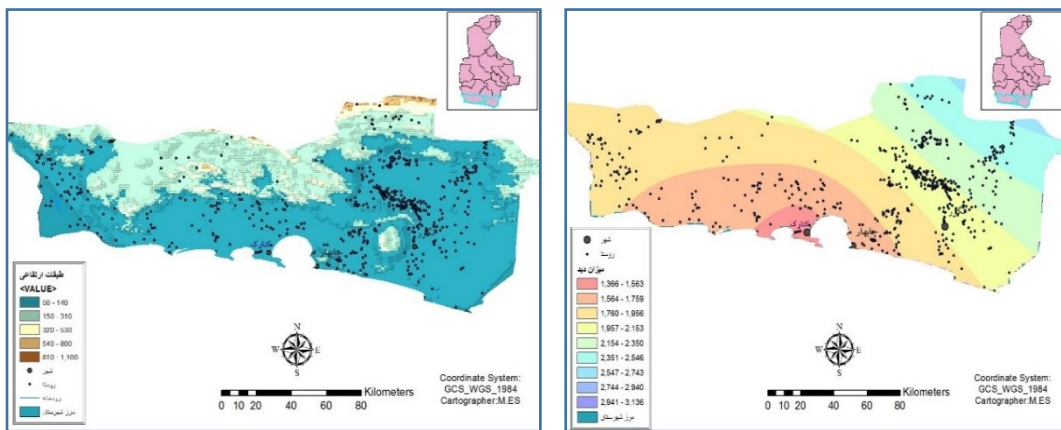 کنارک
چابهار
نگور
طبقات ارتفاعی
<VALUE>
50 - 140
150 - 310
320 - 530
540 - 800
810 - 1,100
شهر
روستا
رودخانه
مرز شهرستان
N
W E
S
0 10 20 40 60 80
Kilometers
Coordinate System:
GCS_WGS_1984
Cartographer:M.ES
کنارک
چابهار
نگور
شهر
روستا
میزان دید
1,366 - 1,563
1,564 - 1,759
1,760 - 1,956
1,957 - 2,153
2,154 - 2,350
2,351 - 2,546
2,547 - 2,743
2,744 - 2,940
2,941 - 3,136
مرز شهرستان
N
W E
S
0 10 20 40 60 80
Kilometers
Coordinate System:
GCS_WGS_1984
Cartographer:M.ES